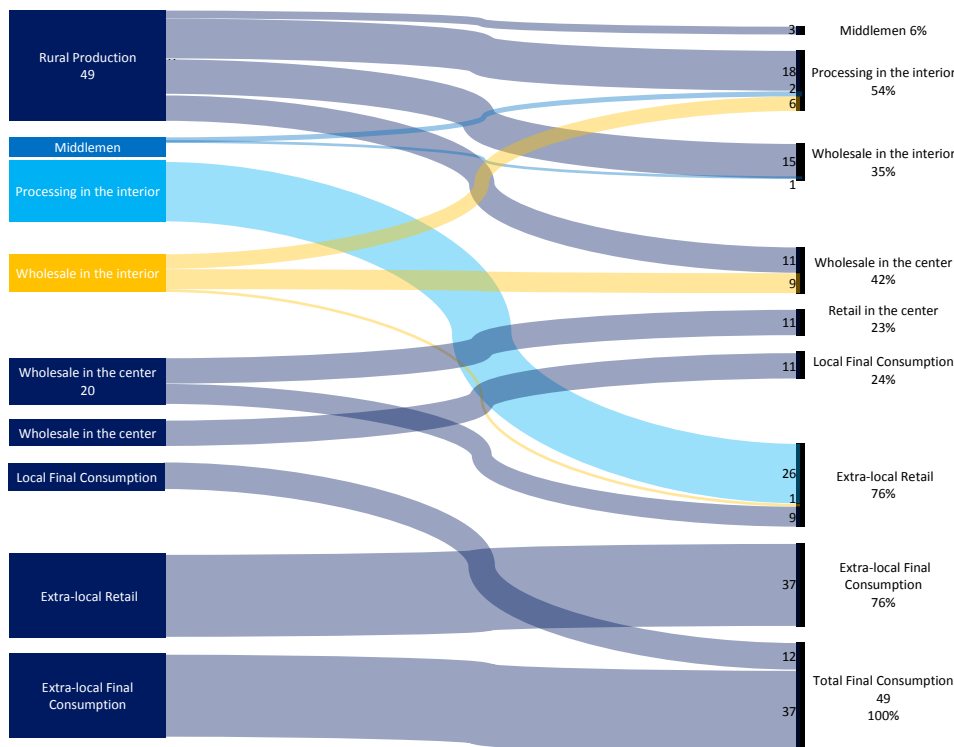 Rural Production
49
Middlemen
Processing in the interior
Wholesale in the interior
Wholesale in the center
20
Wholesale in the center
Local Final Consumption
Extra-local Retail
Extra-local Final
Consumption
3
18
2
6
15
1
11
9
11
11
26
1
9
37
12
37
Middlemen 6%
Processing in the interior
54%
Wholesale in the interior
35%
Wholesale in the center
42%
Retail in the center
23%
Local Final Consumption
24%
Extra-local Retail
76%
Extra-local Final
Consumption
76%
Total Final Consumption
49
100%